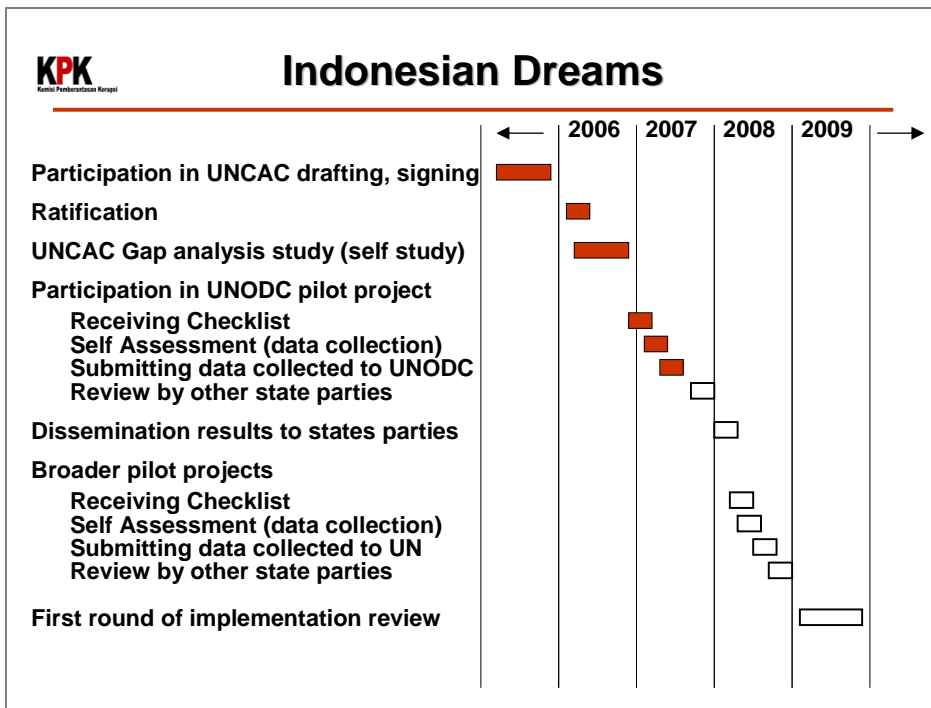 KPK
Komisi Pemberantasan Korupsi
Indonesian Dreams
2006 2007 2008 2009
Participation in UNCAC drafting, signing
Ratification
UNCAC Gap analysis study (self study)
Participation in UNODC pilot project
Receiving Checklist
Self Assessment (data collection)
Submitting data collected to UNODC
Review by other state parties
Dissemination results to states parties
Broader pilot projects
Receiving Checklist
Self Assessment (data collection)
Submitting data collected to UN
Review by other state parties
First round of implementation review